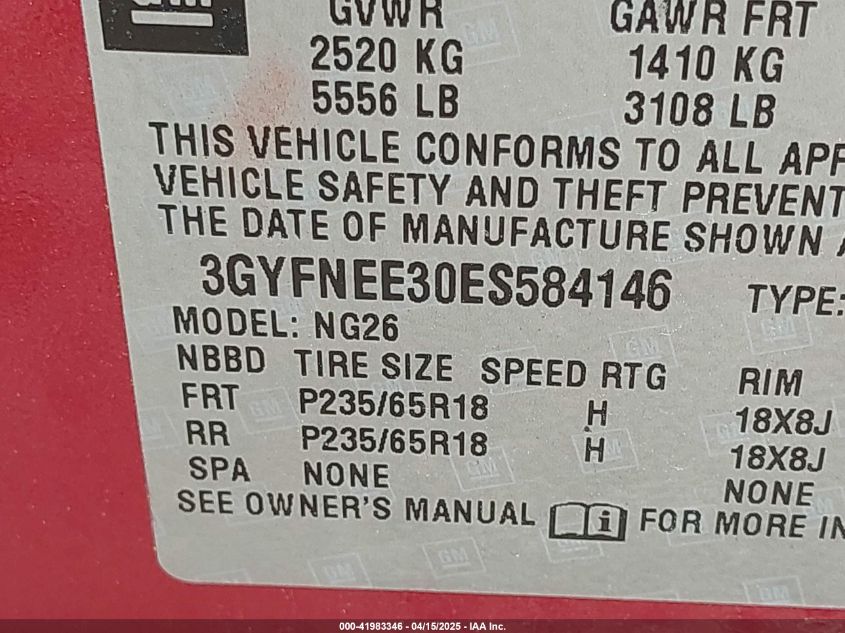 GM
GVWR GAWR FRT
2520 KG 1410 KG
5556 LB 3108 LB
THIS VEHICLE CONFORMS TO ALL
VEHICLE SAFETY AND THEFT
THE DATE OF MANUFACTURE SHOWN
3GYFNEE30ES584146 TYPE:
MODEL: NG26
NBBD TIRE SIZE SPEED RTG RIM
FRT P235/65R18 H 18X8J
RR P235/65R18 H 18X8J
SPA NONE NONE
SEE OWNER'S MANUAL FOR MORE
000-41983346 - 04/15/2025 - IAA Inc.